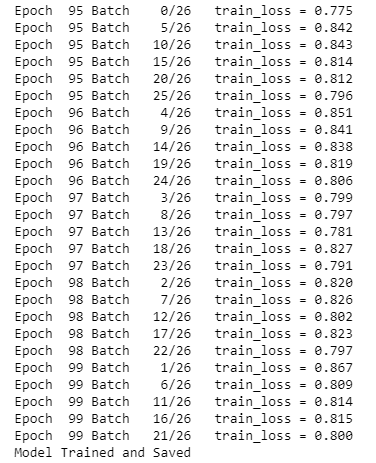 Epoch  95 Batch    0/26   train_loss = 0.775
Epoch  95 Batch    5/26   train_loss = 0.842
Epoch  95 Batch   10/26   train_loss = 0.843
Epoch  95 Batch   15/26   train_loss = 0.814
Epoch  95 Batch   20/26   train_loss = 0.812
Epoch  95 Batch   25/26   train_loss = 0.796
Epoch  96 Batch    4/26   train_loss = 0.851
Epoch  96 Batch    9/26   train_loss = 0.841
Epoch  96 Batch   14/26   train_loss = 0.838
Epoch  96 Batch   19/26   train_loss = 0.819
Epoch  96 Batch   24/26   train_loss = 0.806
Epoch  97 Batch    3/26   train_loss = 0.799
Epoch  97 Batch    8/26   train_loss = 0.797
Epoch  97 Batch   13/26   train_loss = 0.781
Epoch  97 Batch   18/26   train_loss = 0.827
Epoch  97 Batch   23/26   train_loss = 0.791
Epoch  98 Batch    2/26   train_loss = 0.820
Epoch  98 Batch    7/26   train_loss = 0.826
Epoch  98 Batch   12/26   train_loss = 0.802
Epoch  98 Batch   17/26   train_loss = 0.823
Epoch  98 Batch   22/26   train_loss = 0.797
Epoch  99 Batch    1/26   train_loss = 0.867
Epoch  99 Batch    6/26   train_loss = 0.809
Epoch  99 Batch   11/26   train_loss = 0.814
Epoch  99 Batch   16/26   train_loss = 0.815
Epoch  99 Batch   21/26   train_loss = 0.800
Model Trained and Saved